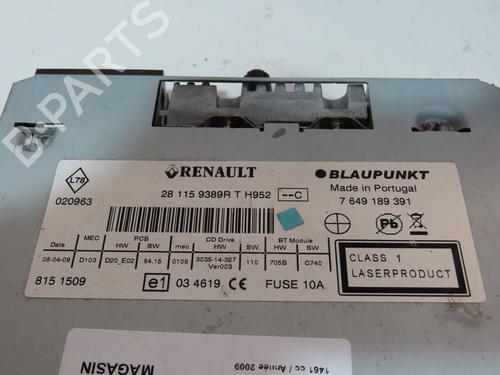 B-PARTS
RENAULT
BLAUPUNKT
Made in Portugal
L78
020963
28 115 9389R T H952 --C
7 649 189 391
Date MEC PCB HW SW CD Drive HW SW BT Module HW SW
08-04-09 D103 D20_E02 84.15 0108 3036-14-327 Ver003 110 705B C740
Pb
CLASS 1
LASERPRODUCT
815 1509
e1 03 4619 CE FUSE 10A
1461 cc / Année 2009
MAGASIN